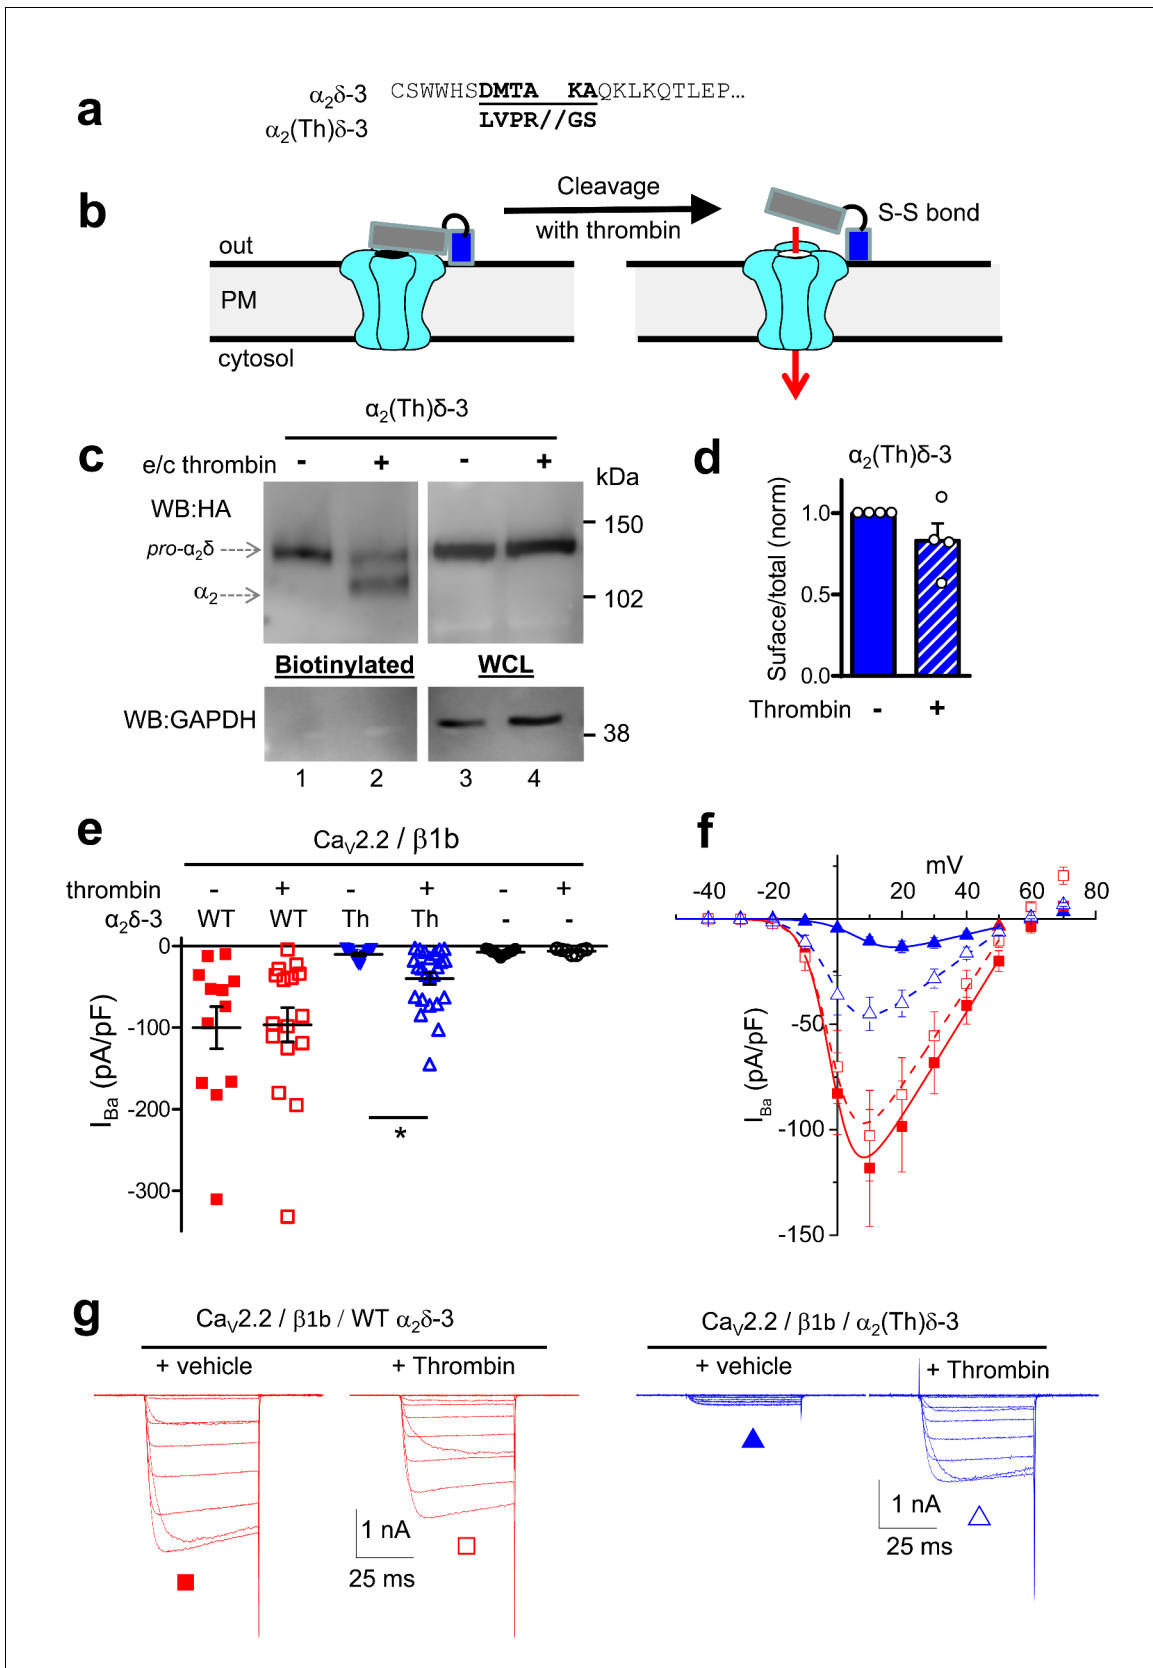 a
α2δ-3 CSWWHSDMTA KAQKLKQTLEP...
α2(Th)δ-3 LVPR//GS
b
Cleavage
with thrombin
S-S bond
out
PM
cytosol
α2(Th)δ-3
c
e/c thrombin - + - +
kDa
WB:HA
150
pro-α2δ
α2
102
Biotinylated WCL
WB:GAPDH
38
1 2 3 4
d
α2(Th)δ-3
Suface/total (norm)
1.0
0.5
0.0
Thrombin - +
e
CaV2.2 / β1b
thrombin - + - + - +
α2δ-3 WT WT Th Th - -
IBa (pA/pF)
0
-100
-200
-300
*
f
mV
-40 -20 20 40 60 80
IBa (pA/pF)
-50
-100
-150
g
CaV2.2 / β1b / WT α2δ-3
+ vehicle + Thrombin
1 nA
25 ms
CaV2.2 / β1b / α2(Th)δ-3
+ vehicle + Thrombin
1 nA
25 ms